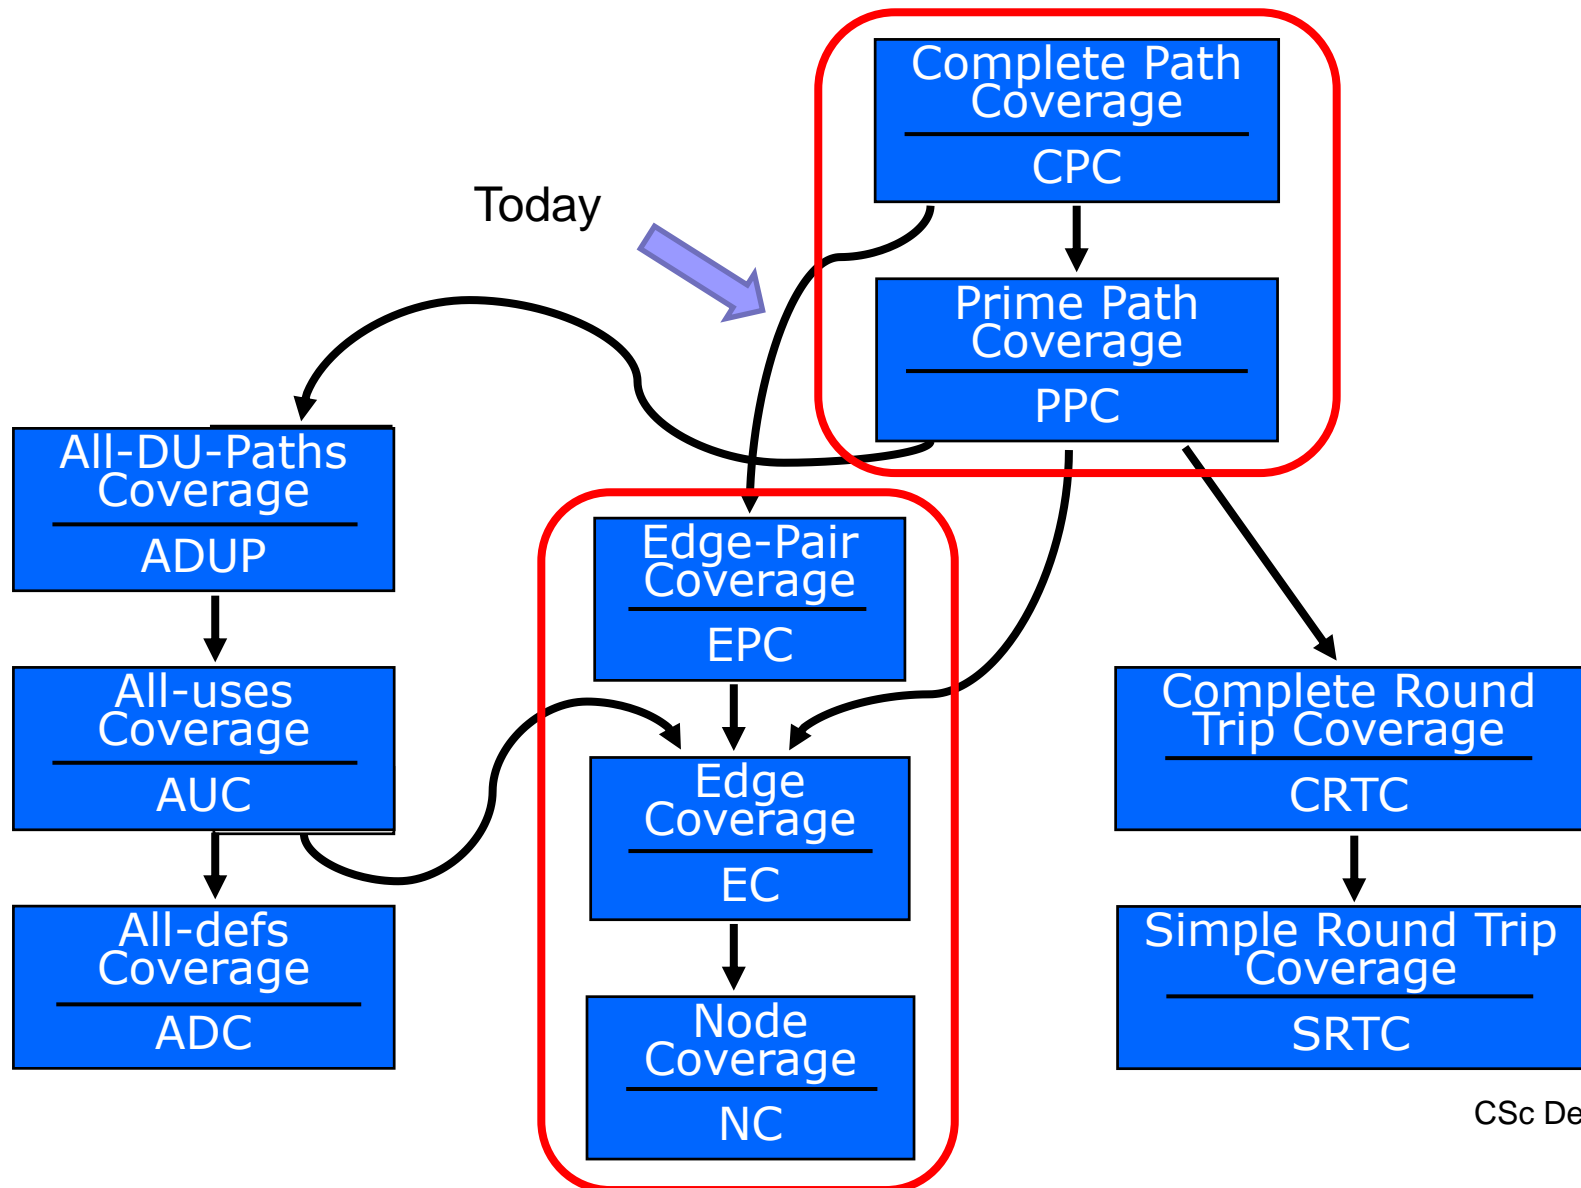 Complete Path
Coverage
CPC
Today
Prime Path
Coverage
PPC
All-DU-Paths
Coverage
ADUP
Edge-Pair
Coverage
EPC
All-uses
Coverage
AUC
Complete Round
Trip Coverage
CRTC
Edge
Coverage
EC
All-defs
Coverage
ADC
Simple Round Trip
Coverage
SRTC
Node
Coverage
NC
CSc De